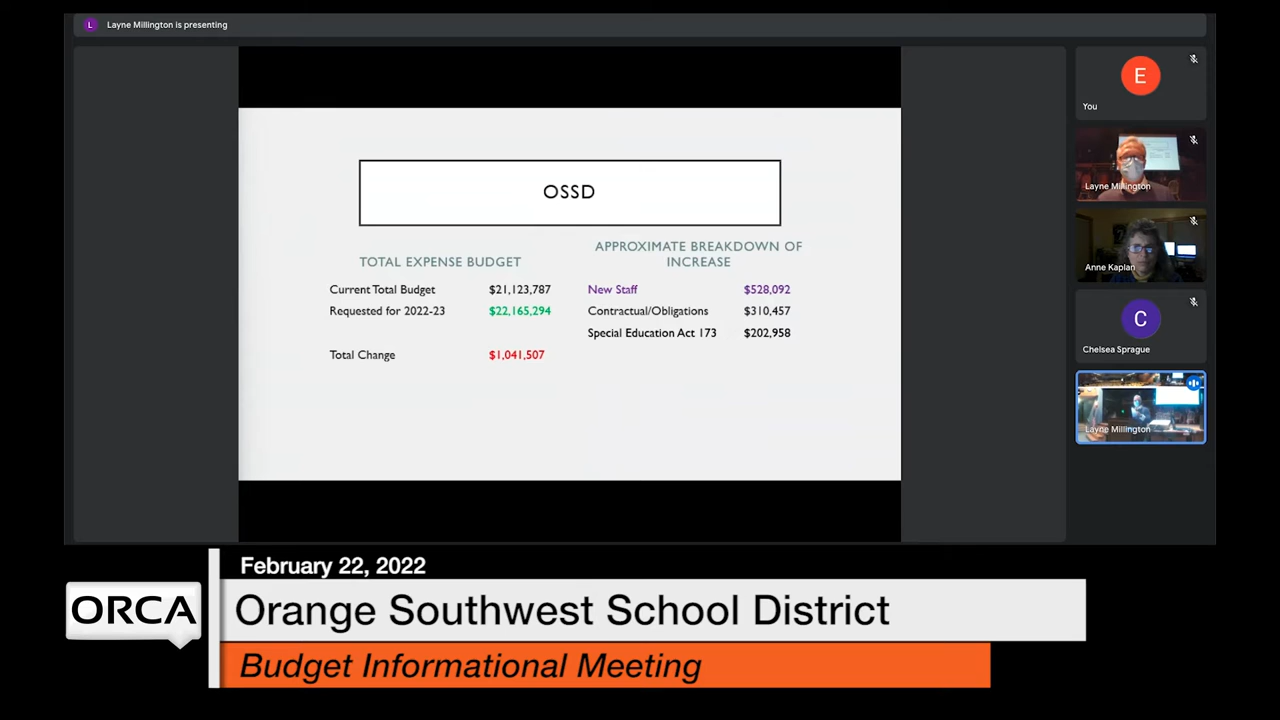 L Layne Millington is presenting
OSSD
TOTAL EXPENSE BUDGET
Current Total Budget $21,123,787
Requested for 2022-23 $22,165,294
Total Change $1,041,507
APPROXIMATE BREAKDOWN OF
INCREASE
New Staff $528,092
Contractual/Obligations $310,457
Special Education Act 173 $202,958
E
You
Layne Millington
Anne Kaplan
C
Chelsea Sprague
Layne Millington
February 22, 2022
ORCA
Orange Southwest School District
Budget Informational Meeting